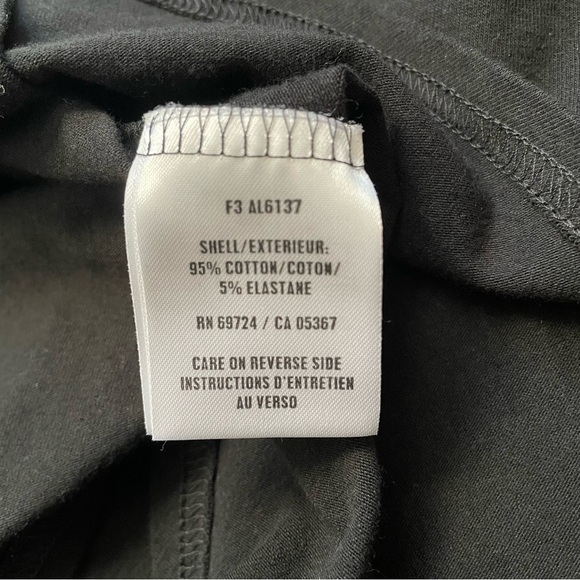 F3 AL6137
SHELL/EXTERIEUR:
95% COTTON/COTON/
5% ELASTANE
RN 69724 / CA 05367
CARE ON REVERSE SIDE
INSTRUCTIONS D'ENTRETIEN
AU VERSO